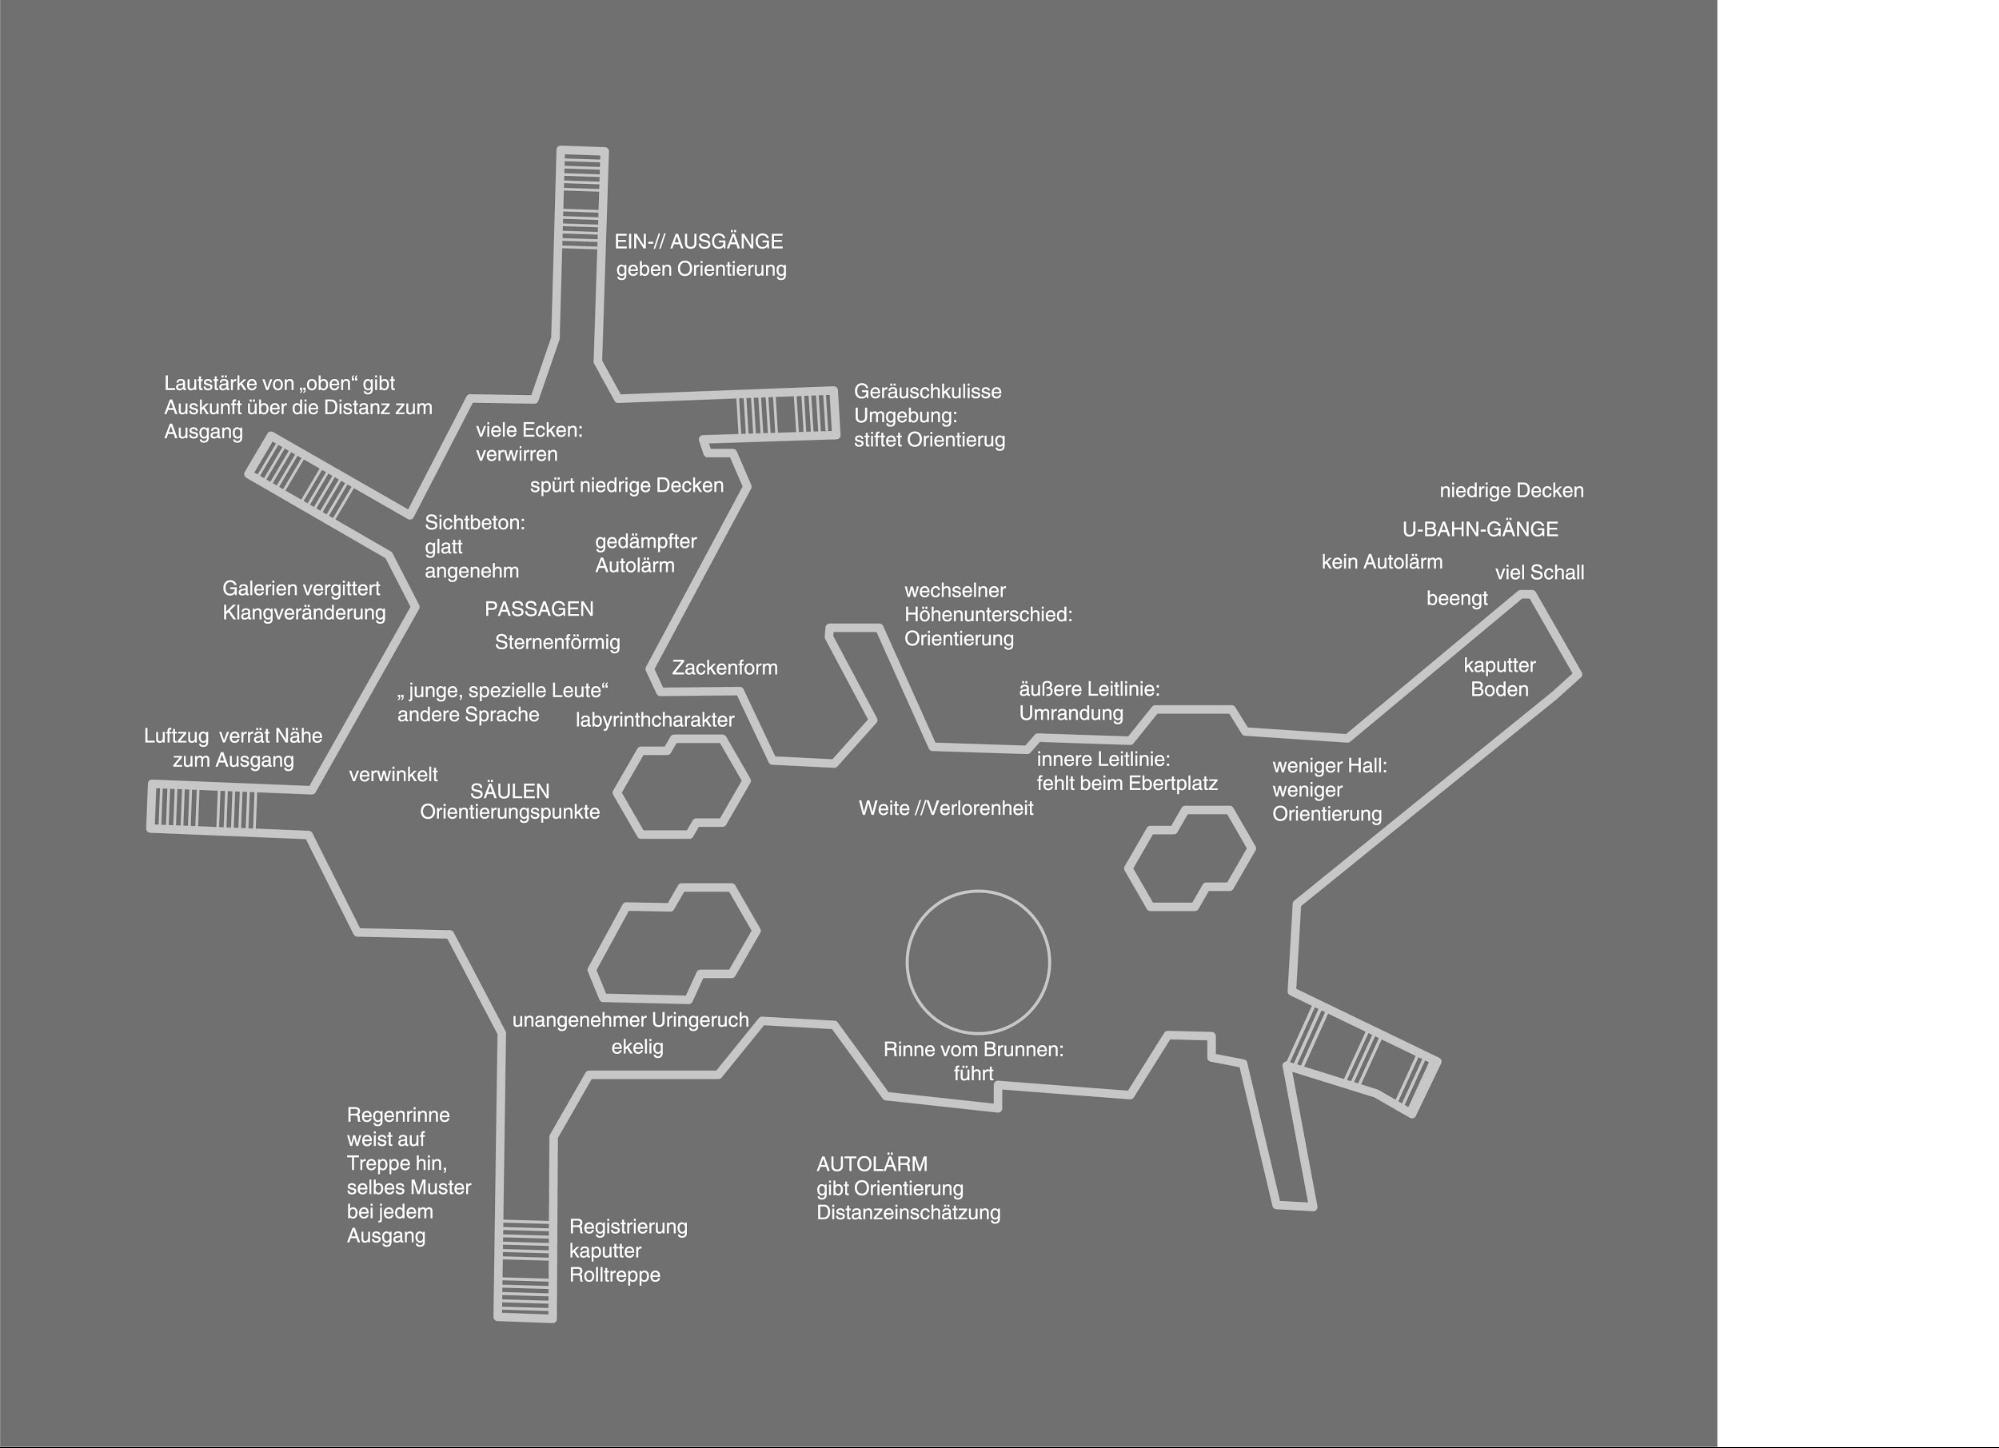 EIN-// AUSGÄNGE
geben Orientierung
Lautstärke von „oben“ gibt
Auskunft über die Distanz zum
Ausgang
Geräuschkulisse
Umgebung:
stiftet Orientierug
viele Ecken:
verwirren
spürt niedrige Decken
Sichtbeton:
glatt
angenehm
gedämpfter
Autolärm
niedrige Decken
U-BAHN-GÄNGE
kein Autolärm
viel Schall
beengt
kaputter
Boden
Galerien vergittert
Klangveränderung
PASSAGEN
Sternenförmig
wechselner
Höhenunterschied:
Orientierung
Zackenform
„ junge, spezielle Leute“
andere Sprache
labyrinthcharakter
äußere Leitlinie:
Umrandung
innere Leitlinie:
fehlt beim Ebertplatz
Luftzug  verrät Nähe
zum Ausgang
verwinkelt
SÄULEN
Orientierungspunkte
Weite //Verlorenheit
weniger Hall:
weniger
Orientierung
unangenehmer Uringeruch
ekelig
Rinne vom Brunnen:
führt
Regenrinne
weist auf
Treppe hin,
selbes Muster
bei jedem
Ausgang
AUTOLÄRM
gibt Orientierung
Distanzeinschätzung
Registrierung
kaputter
Rolltreppe